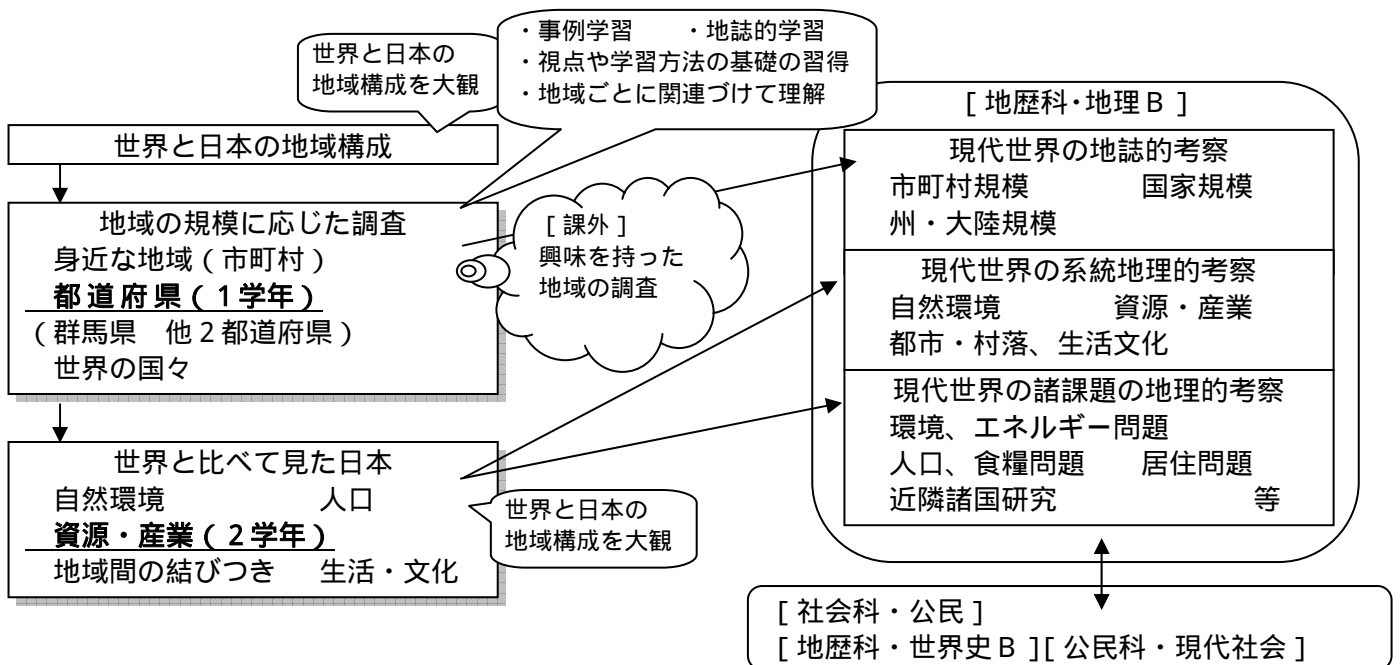 世界と日本の
地域構成を大観
・事例学習　　・地誌的学習
・視点や学習方法の基礎の習得
・地域ごとに関連づけて理解
世界と日本の地域構成
地域の規模に応じた調査
身近な地域（市町村）
都道府県（１学年）
（群馬県　他２都道府県）
世界の国々
[ 課外 ]
興味を持った
地域の調査
世界と比べて見た日本
自然環境　　　　人口
資源・産業（２学年）
地域間の結びつき　生活・文化
世界と日本の
地域構成を大観
[ 地歴科・地理Ｂ ]
現代世界の地誌的考察
市町村規模　　　　国家規模
州・大陸規模
現代世界の系統地理的考察
自然環境　　　　資源・産業
都市・村落、生活文化
現代世界の諸課題の地理的考察
環境、エネルギー問題
人口、食糧問題　　居住問題
近隣諸国研究　　　　　　　等
[ 社会科・公民 ]
[ 地歴科・世界史Ｂ ][ 公民科・現代社会 ]